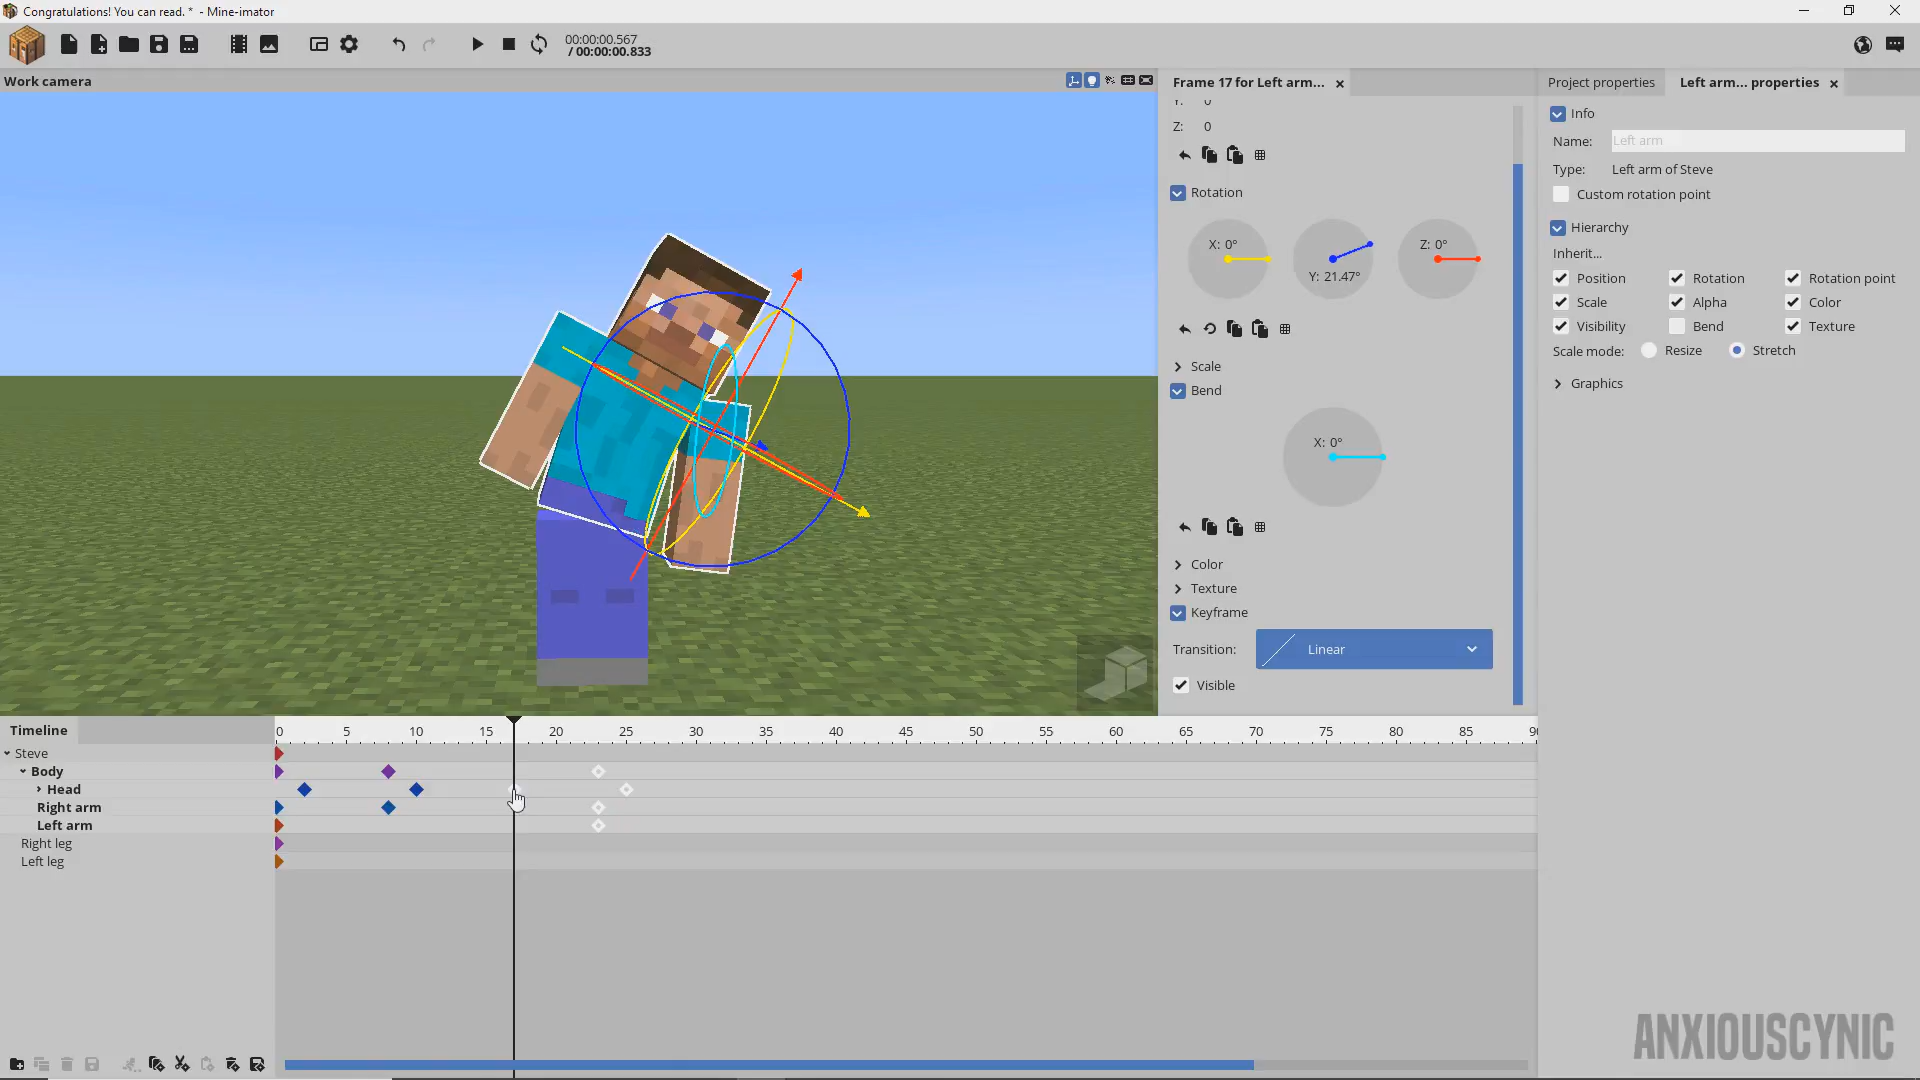 Congratulations! You can read. * - Mine-imator
00:00:00.567
/ 00:00:00.833
Work camera
Frame 17 for Left arm...
Project properties
Left arm... properties
Y: 0
Z: 0
Rotation
X: 0°
Y: 21.47°
Z: 0°
Scale
Bend
X: 0°
Color
Texture
Keyframe
Transition: Linear
Visible
Info
Name: Left arm
Type: Left arm of Steve
Custom rotation point
Hierarchy
Inherit...
Position Rotation Rotation point
Scale Alpha Color
Visibility Bend Texture
Scale mode: Resize Stretch
Graphics
Timeline
0 5 10 15 20 25 30 35 40 45 50 55 60 65 70 75 80 85 90
Steve
Body
Head
Right arm
Left arm
Right leg
Left leg
ANXIOUSCYNIC